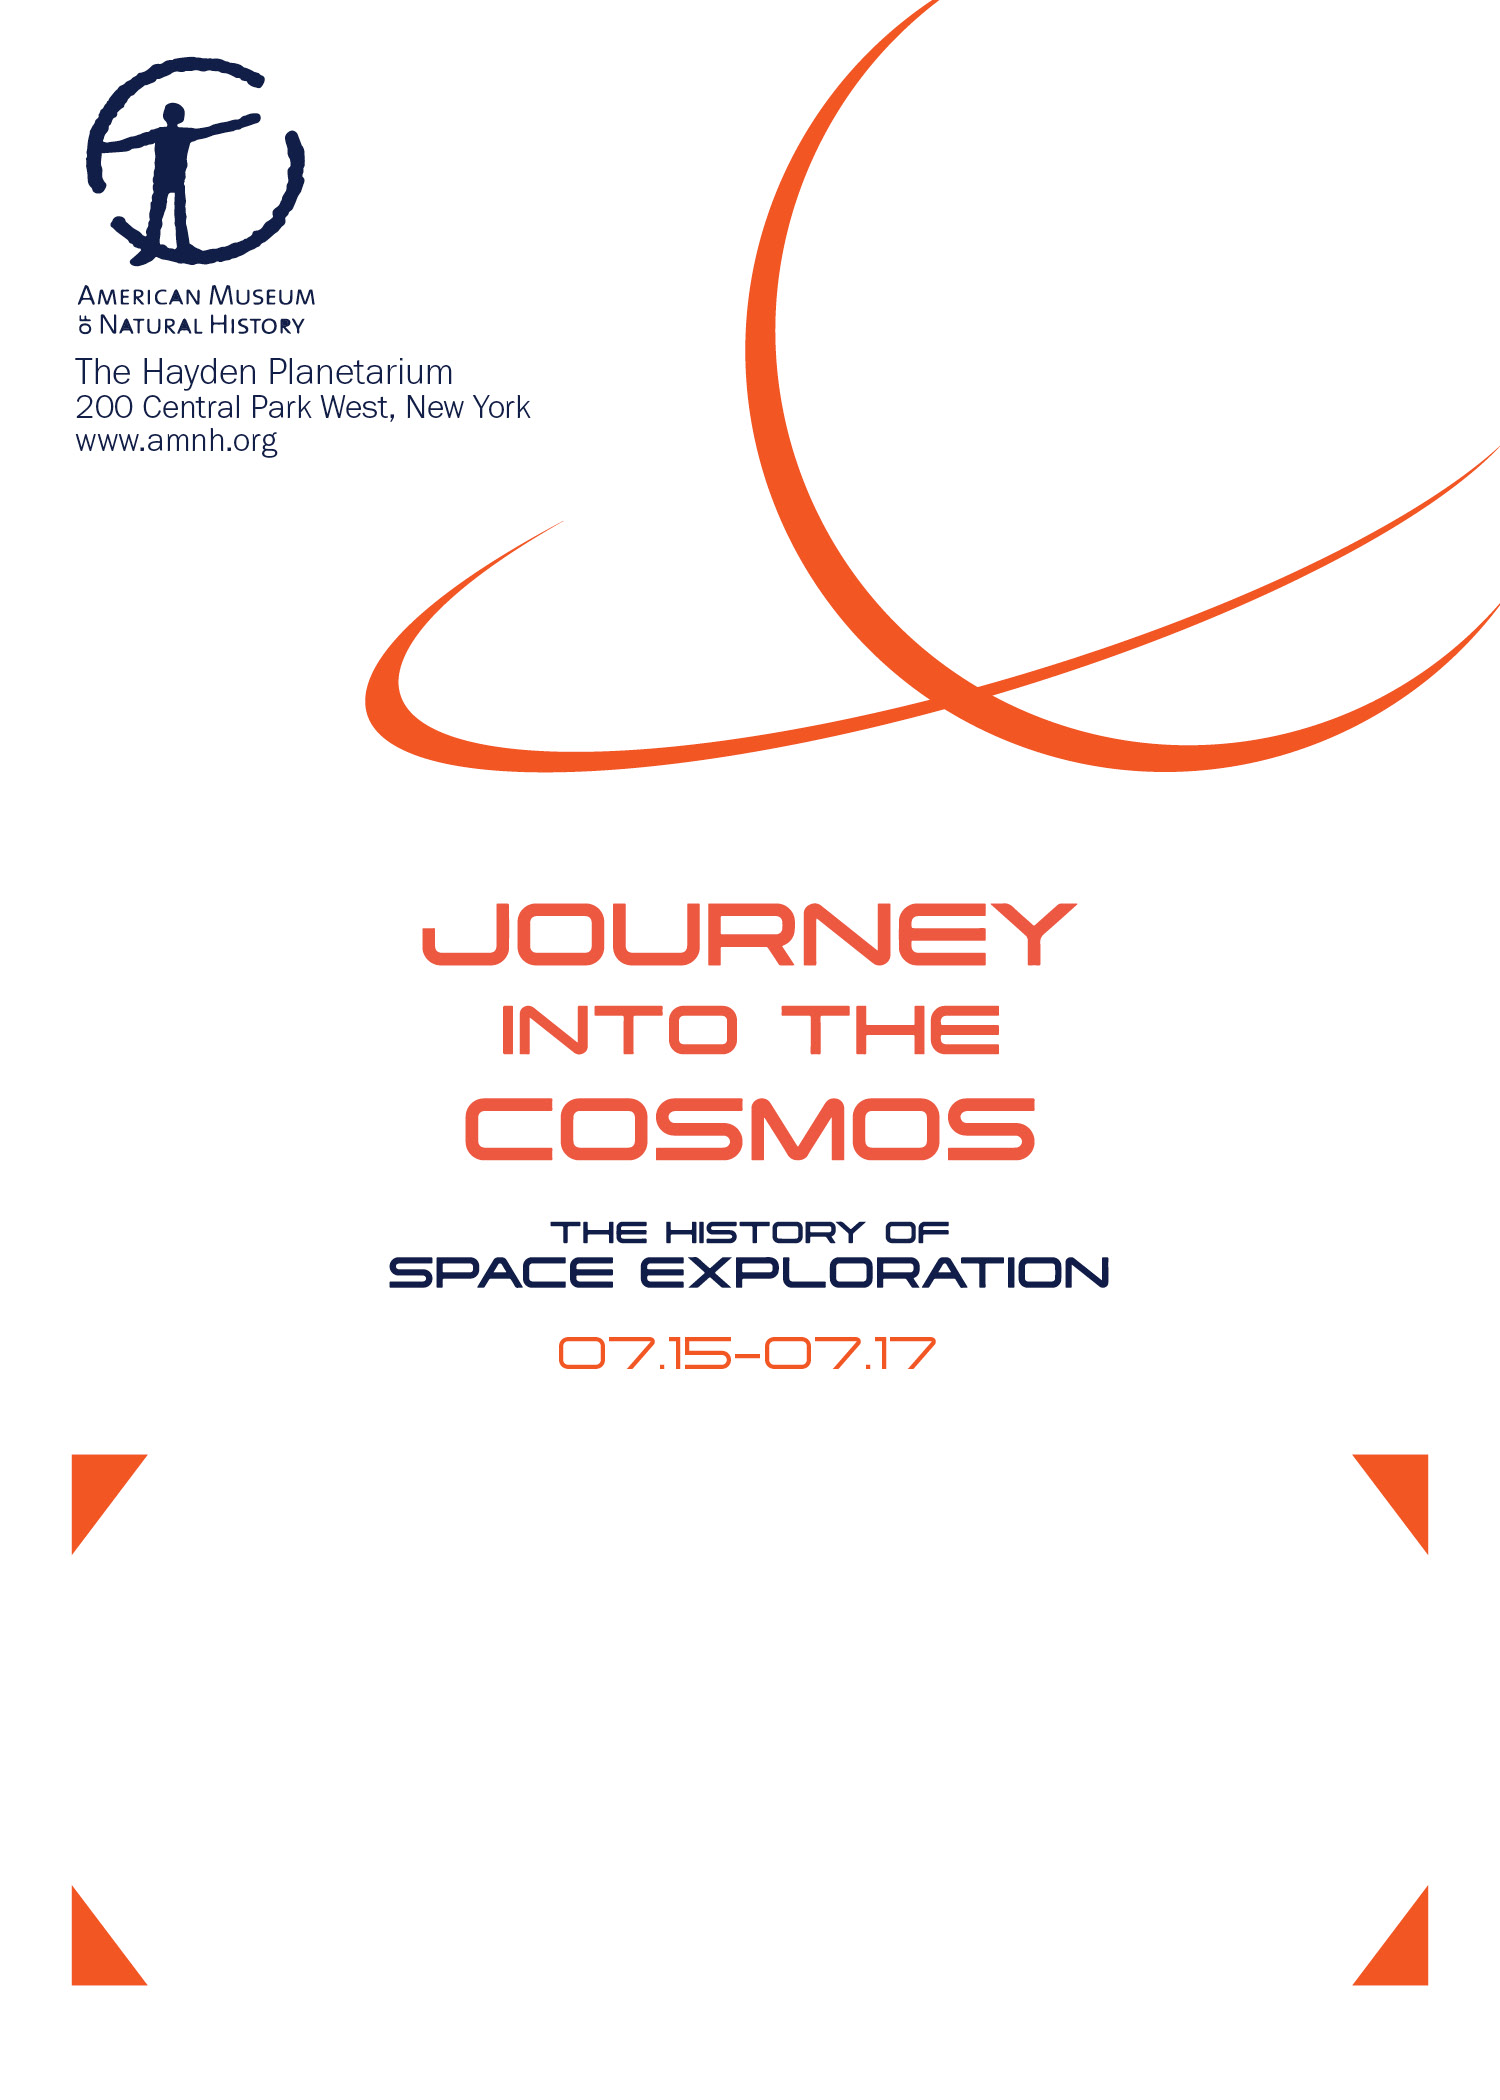 AMERICAN MUSEUM
OF NATURAL HISTORY
The Hayden Planetarium
200 Central Park West, New York
www.amnh.org
JOURNEY
INTO THE
COSMOS
THE HISTORY OF
SPACE EXPLORATION
07.15-07.17